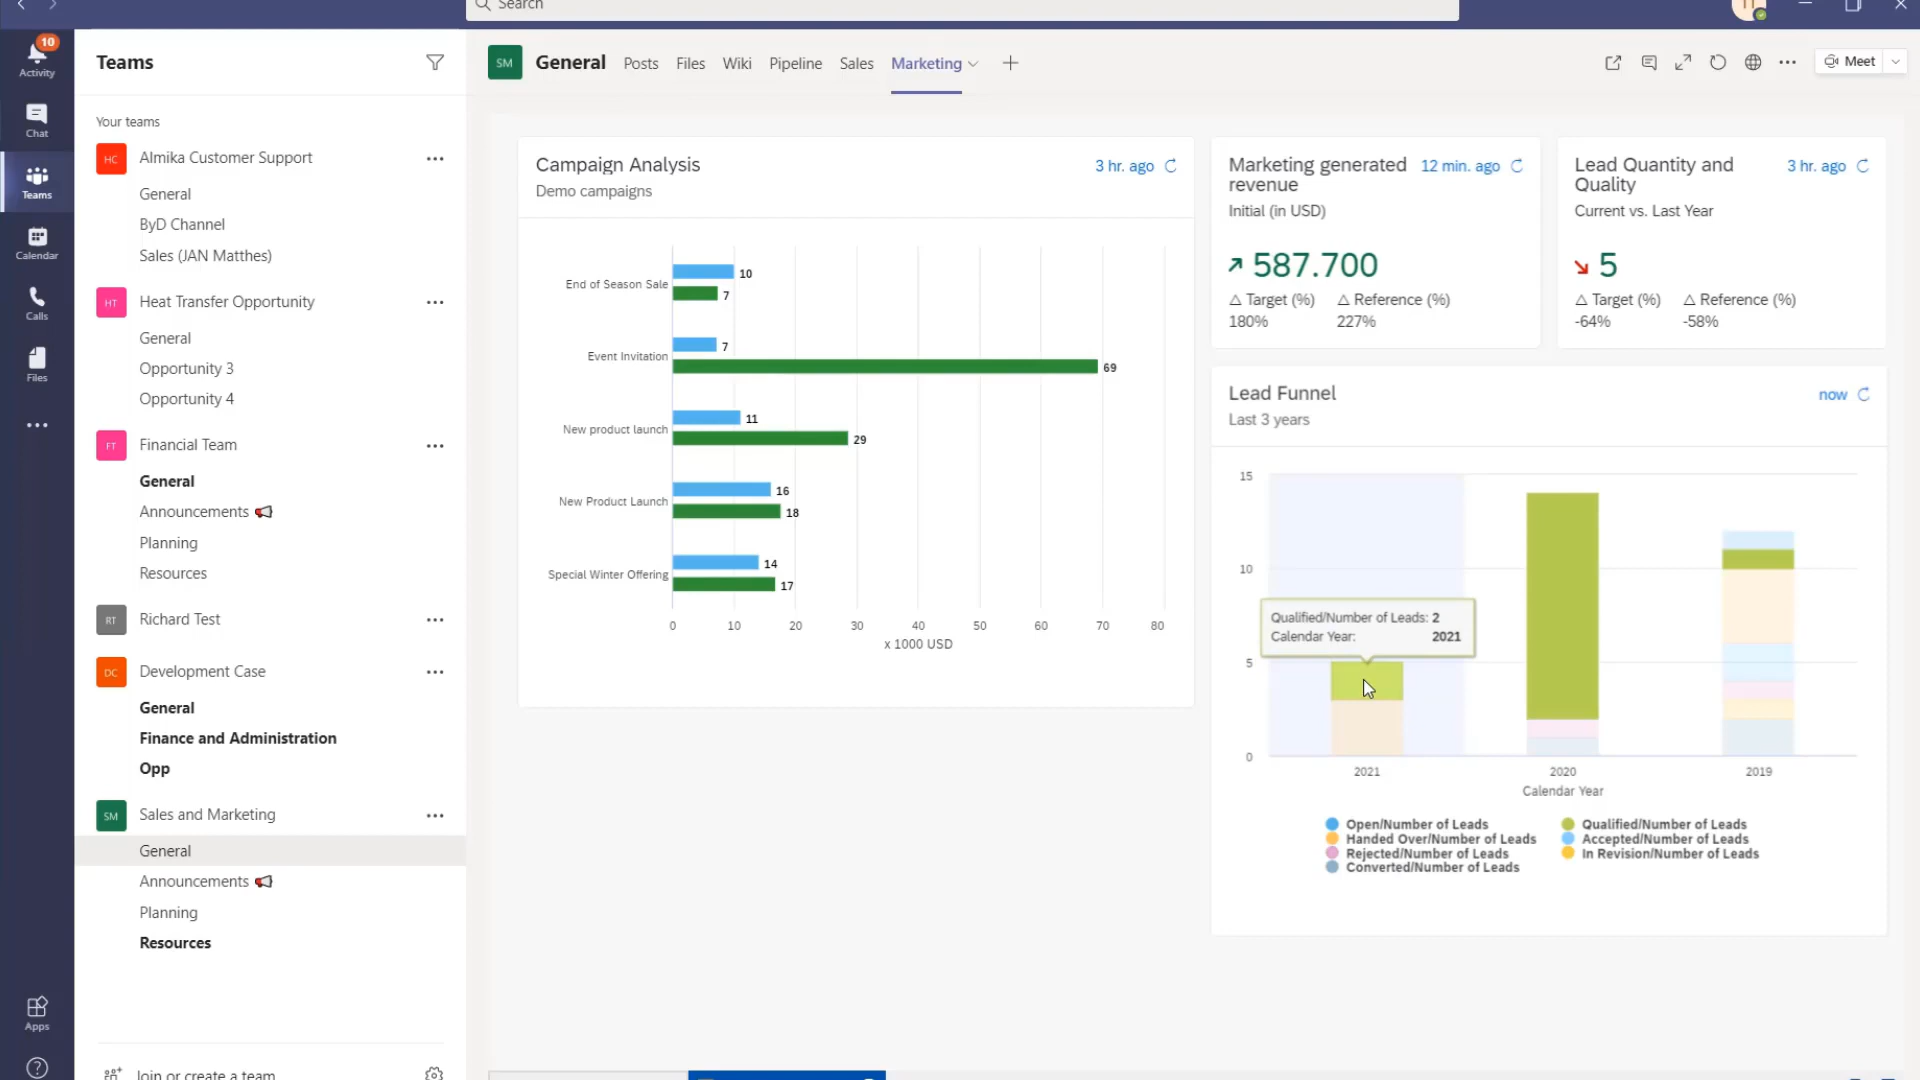 Search
10
Activity
Chat
Teams
Calendar
Calls
Files
Apps
Teams
Your teams
HC Almika Customer Support
General
ByD Channel
Sales (JAN Matthes)
HT Heat Transfer Opportunity
General
Opportunity 3
Opportunity 4
FT Financial Team
General
Announcements
Planning
Resources
RT Richard Test
DC Development Case
General
Finance and Administration
Opp
SM Sales and Marketing
General
Announcements
Planning
Resources
Join or create a team
SM General Posts Files Wiki Pipeline Sales Marketing Meet
Campaign Analysis 3 hr. ago
Demo campaigns
End of Season Sale 10
7
Event Invitation 7
69
New product launch 11
29
New Product Launch 16
18
Special Winter Offering 14
17
0 10 20 30 40 50 60 70 80
x 1000 USD
Marketing generated 12 min. ago
revenue
Initial (in USD)
587.700
△ Target (%) △ Reference (%)
180% 227%
Lead Quantity and 3 hr. ago
Quality
Current vs. Last Year
5
△ Target (%) △ Reference (%)
-64% -58%
Lead Funnel now
Last 3 years
15
10
5
0
Qualified/Number of Leads: 2
Calendar Year: 2021
2021 2020 2019
Calendar Year
Open/Number of Leads Qualified/Number of Leads
Handed Over/Number of Leads Accepted/Number of Leads
Rejected/Number of Leads In Revision/Number of Leads
Converted/Number of Leads